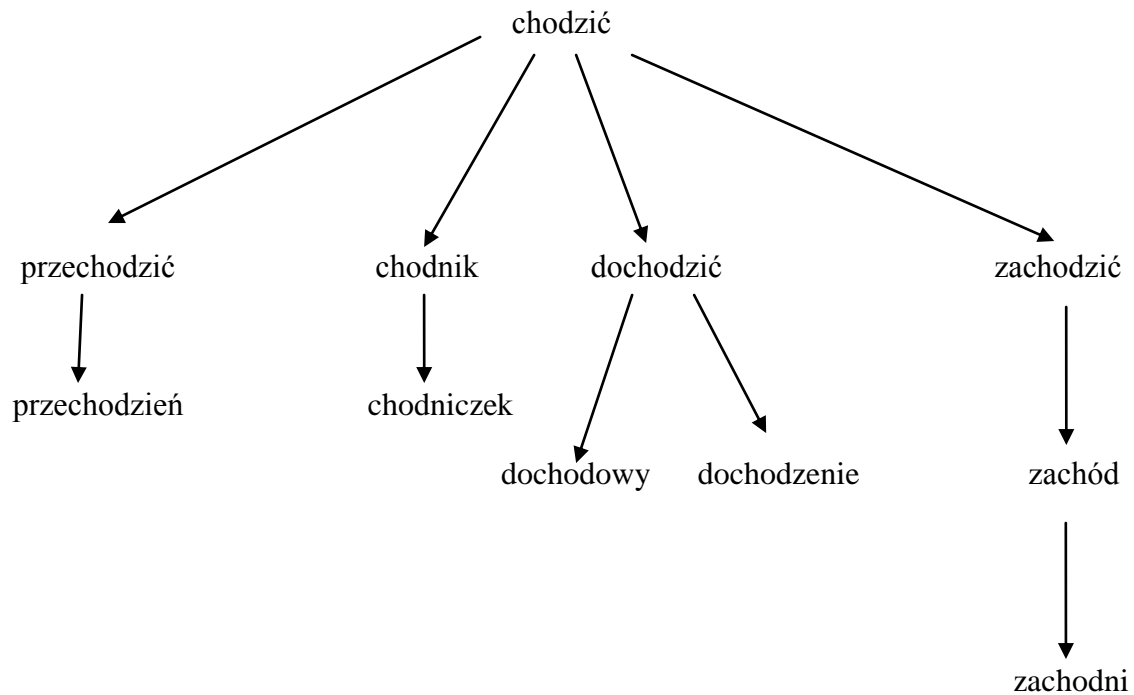 chodzić
przechodzić chodnik dochodzić zachodzić
przechodzień chodniczek
dochodowy dochodzenie zachód
zachodni